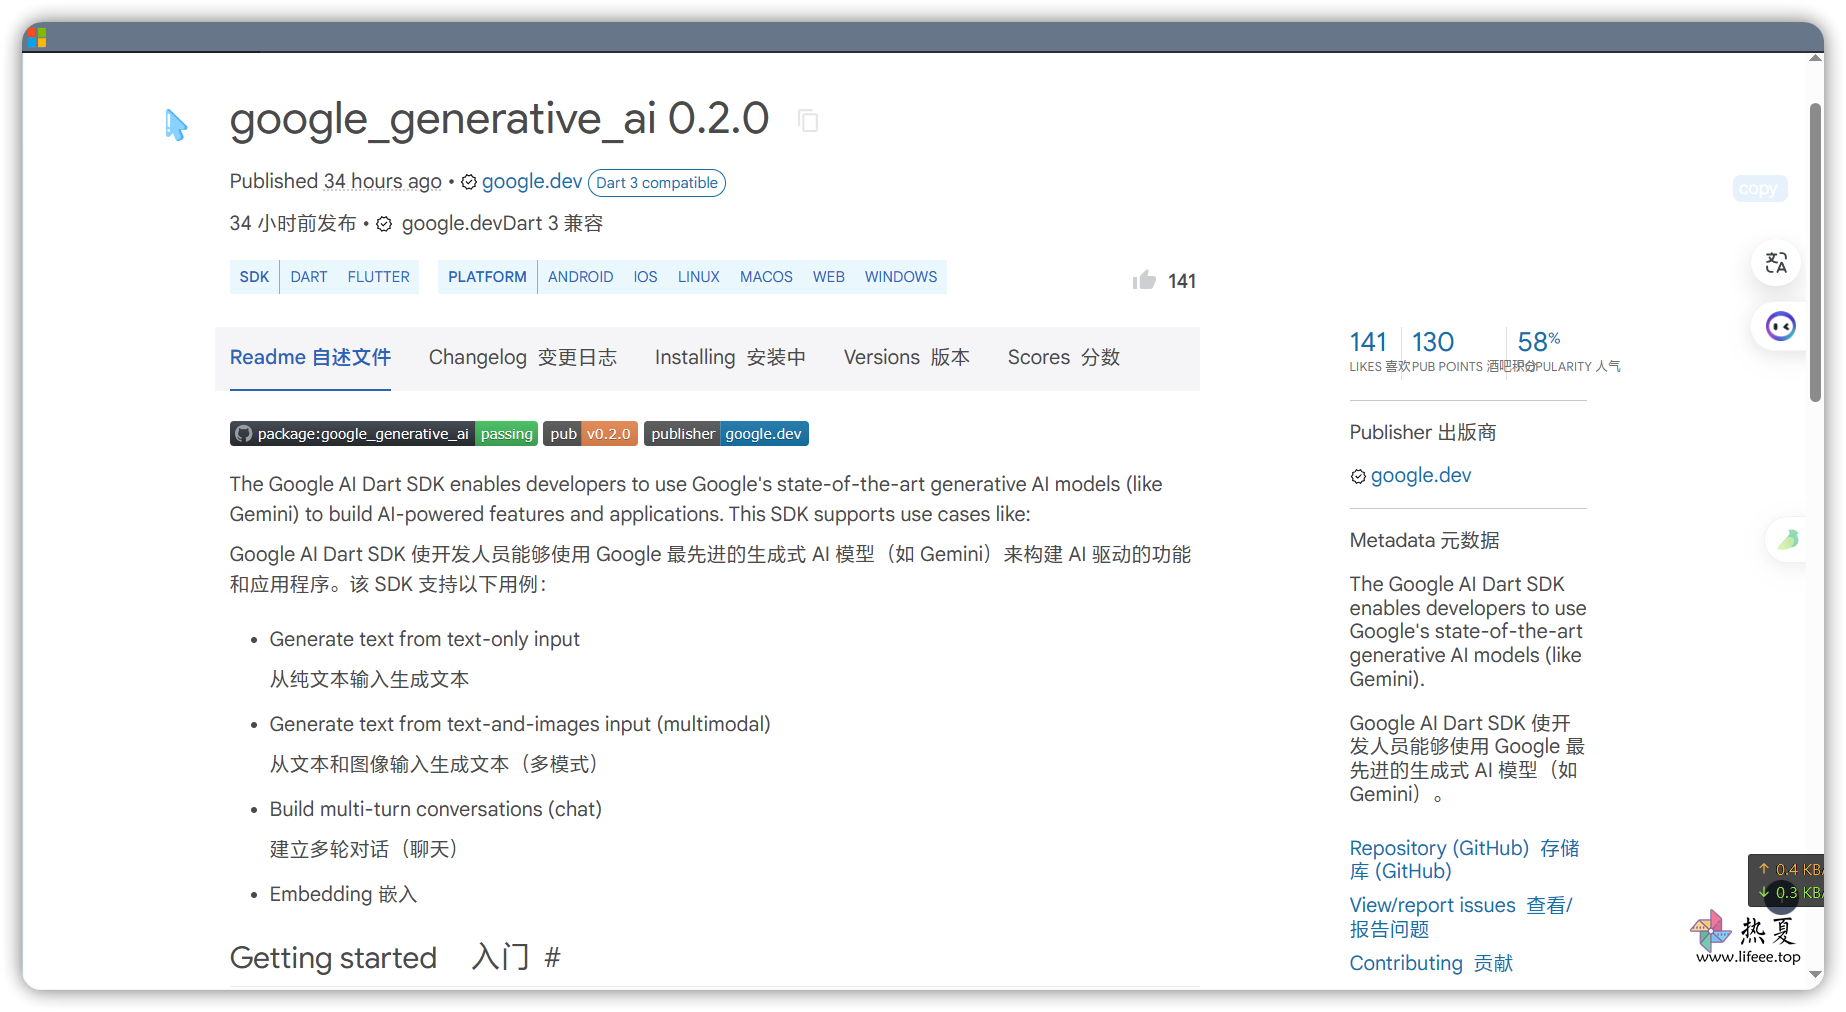 google_generative_ai 0.2.0
Published 34 hours ago • google.dev Dart 3 compatible
34 小时前发布 • google.devDart 3 兼容
SDK DART FLUTTER PLATFORM ANDROID IOS LINUX MACOS WEB WINDOWS
141
Readme 自述文件 Changelog 变更日志 Installing 安装中 Versions 版本 Scores 分数
package:google_generative_ai passing pub v0.2.0 publisher google.dev
The Google AI Dart SDK enables developers to use Google's state-of-the-art generative AI models (like
Gemini) to build AI-powered features and applications. This SDK supports use cases like:
Google AI Dart SDK 使开发人员能够使用 Google 最先进的生成式 AI 模型（如 Gemini）来构建 AI 驱动的功能
和应用程序。该 SDK 支持以下用例：
• Generate text from text-only input
从纯文本输入生成文本
• Generate text from text-and-images input (multimodal)
从文本和图像输入生成文本（多模式）
• Build multi-turn conversations (chat)
建立多轮对话（聊天）
• Embedding 嵌入
Getting started 入门 #
copy
141 130 58%
LIKES 喜欢 PUB POINTS 酒吧积分 PULARITY 人气
Publisher 出版商
google.dev
Metadata 元数据
The Google AI Dart SDK
enables developers to use
Google's state-of-the-art
generative AI models (like
Gemini).
Google AI Dart SDK 使开
发人员能够使用 Google 最
先进的生成式 AI 模型（如
Gemini）。
Repository (GitHub) 存储
库 (GitHub)
View/report issues 查看/
报告问题
Contributing 贡献
↑ 0.4 KB/
↓ 0.3 KB/
热夏
www.lifeee.top